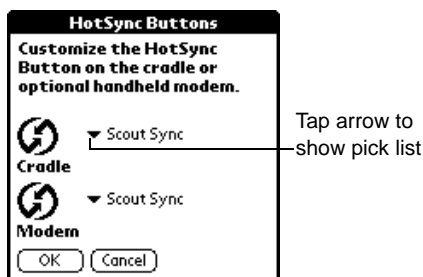 HotSync Buttons
Customize the HotSync
Button on the cradle or
optional handheld modem.
Scout Sync
Cradle
Scout Sync
Modem
OK Cancel
Tap arrow to
show pick list